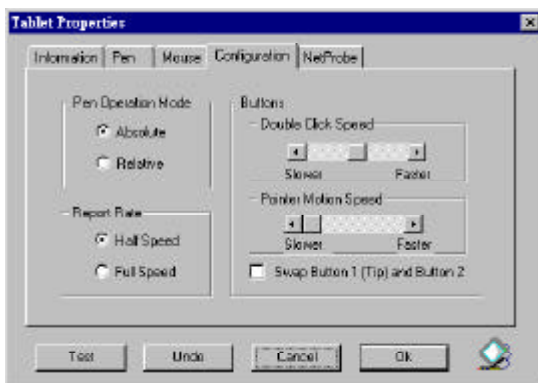 Tablet Properties
Information Pen Mouse Configuration NetProbe
Pen Operation Mode
Absolute
Relative
Report Rate
Half Speed
Full Speed
Buttons
Double Click Speed
Slower Faster
Pointer Motion Speed
Slower Faster
Swap Button 1 (Tip) and Button 2
Test Undo Cancel Ok